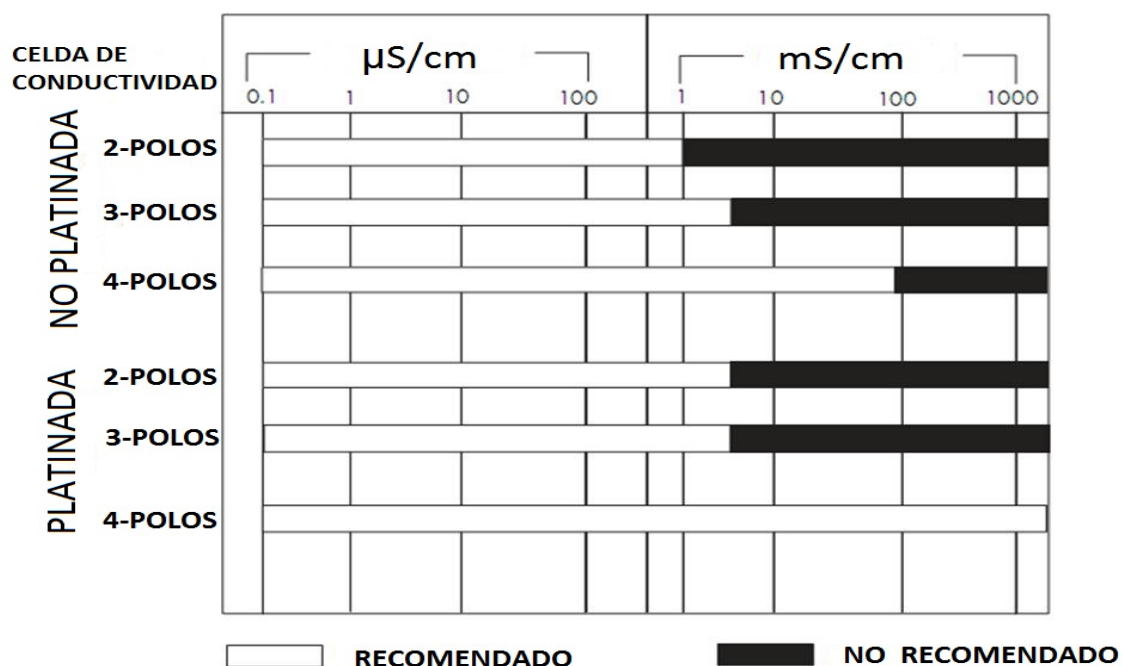 CELDA DE
CONDUCTIVIDAD
µS/cm
mS/cm
0.1 1 10 100 1 10 100 1000
NO PLATINADA
2-POLOS
3-POLOS
4-POLOS
PLATINADA
2-POLOS
3-POLOS
4-POLOS
RECOMENDADO
NO RECOMENDADO